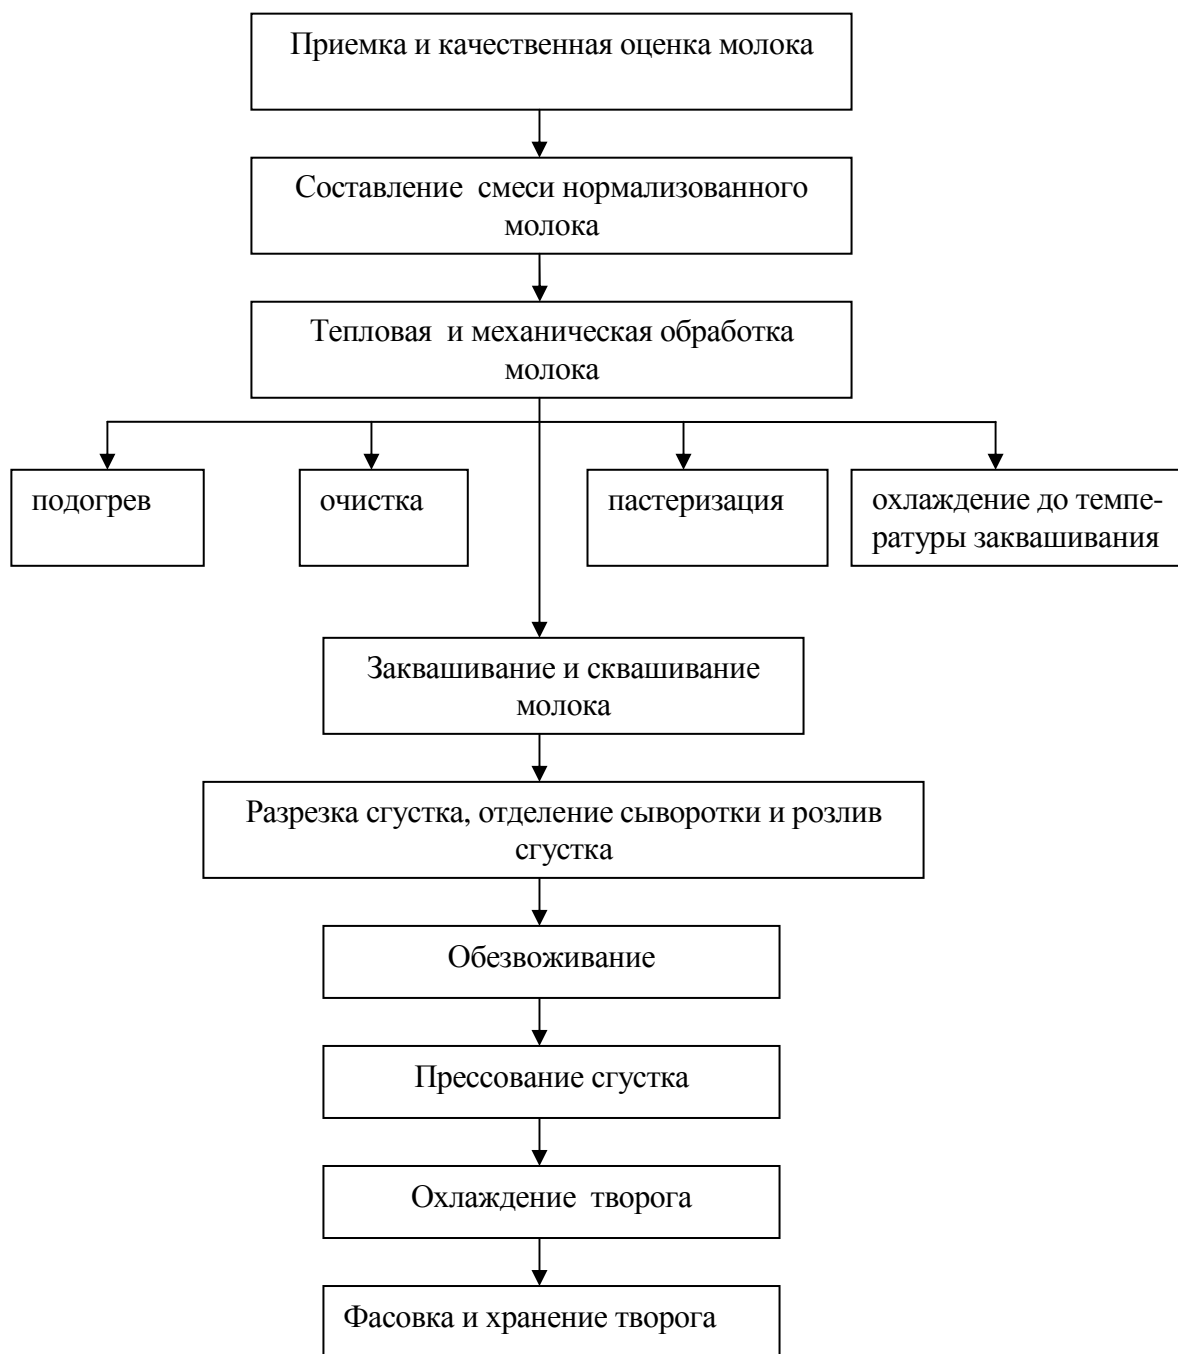 Приемка и качественная оценка молока
Составление смеси нормализованного
молока
Тепловая и механическая обработка
молока
подогрев
очистка
пастеризация
охлаждение до темпе-
ратуры заквашивания
Заквашивание и сквашивание
молока
Разрезка сгустка, отделение сыворотки и розлив
сгустка
Обезвоживание
Прессование сгустка
Охлаждение творога
Фасовка и хранение творога